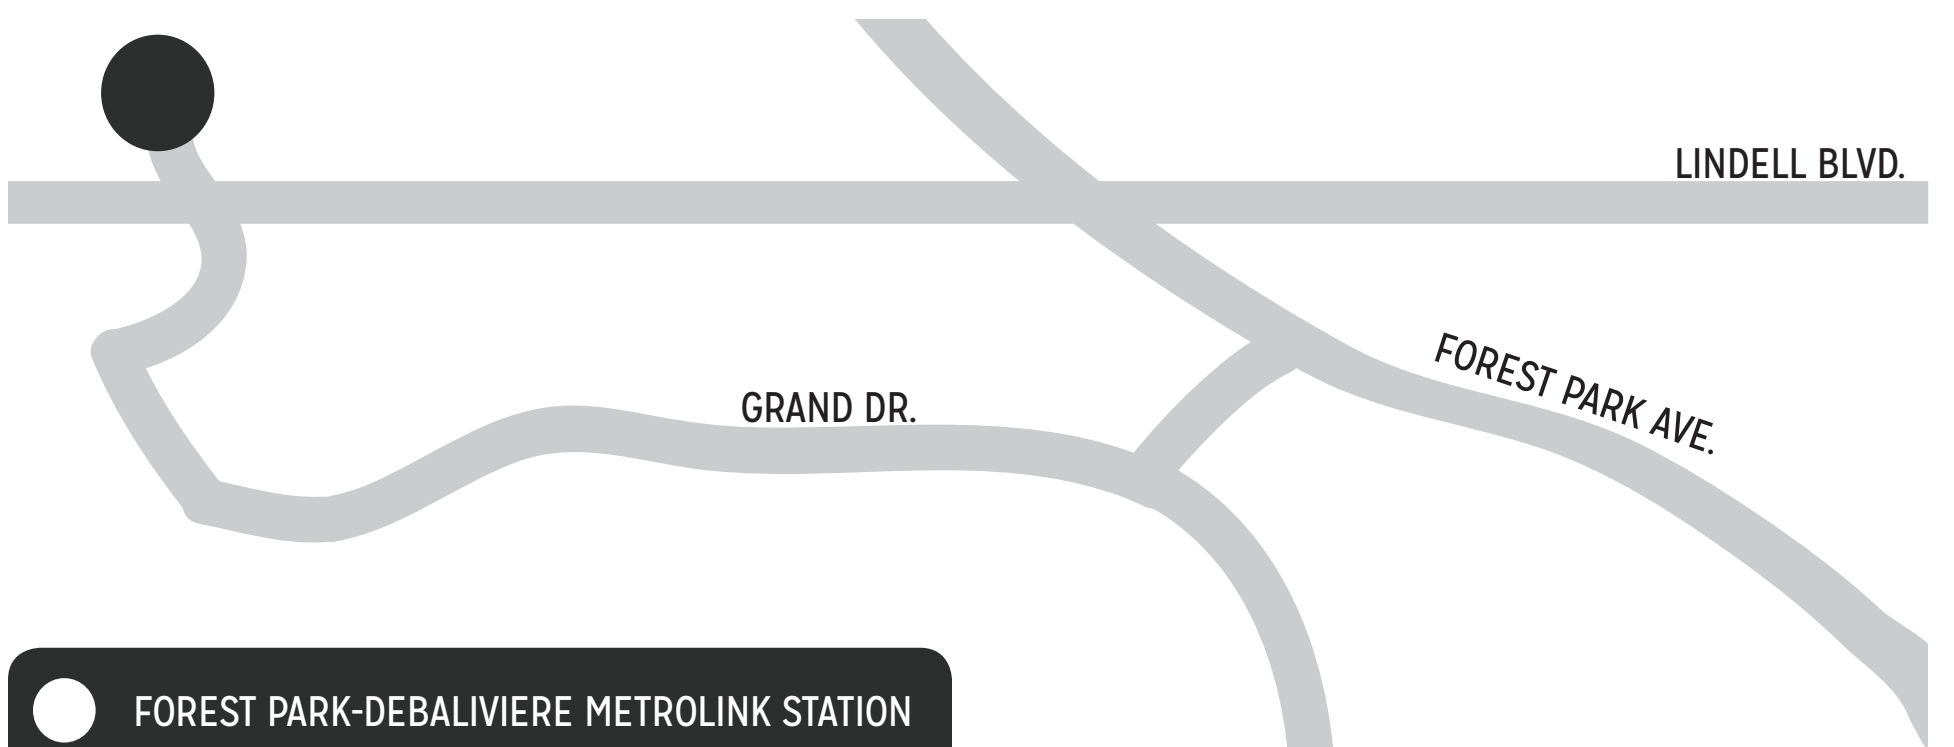 LINDELL BLVD.
FOREST PARK AVE.
GRAND DR.
FOREST PARK-DEBALIVIERE METROLINK STATION